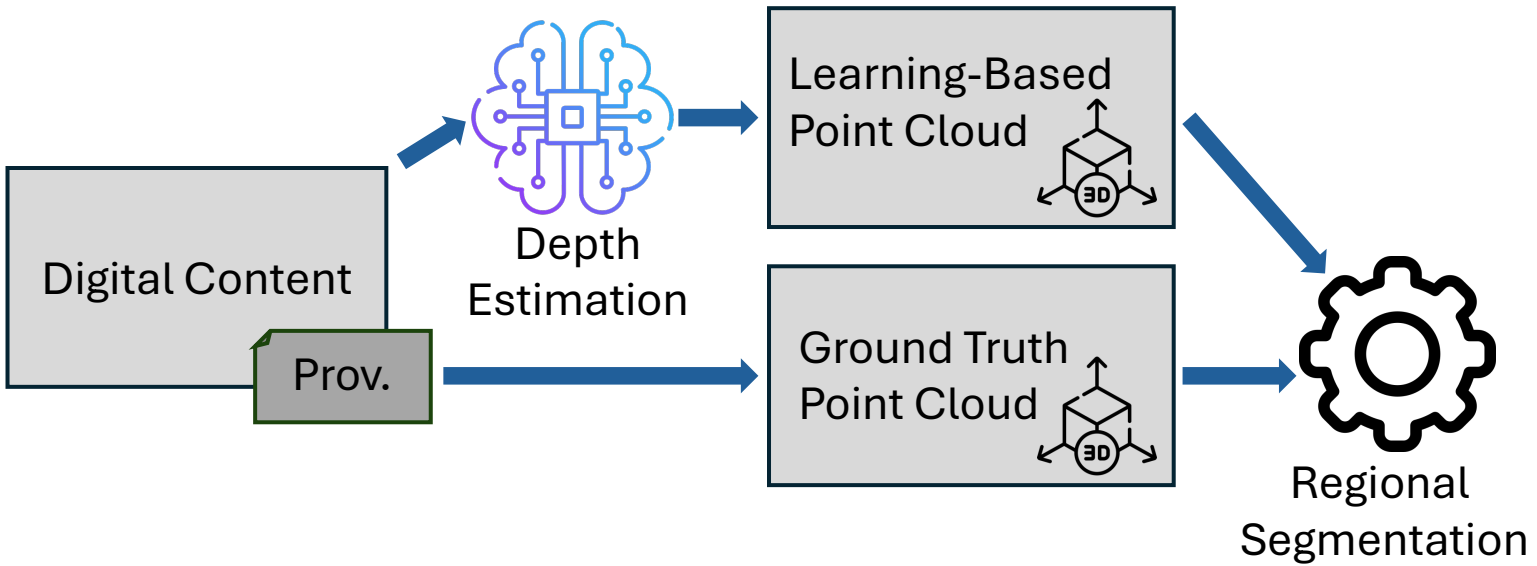 Learning-Based
Point Cloud
3D
Depth
Estimation
Digital Content
Prov.
Ground Truth
Point Cloud
3D
Regional
Segmentation